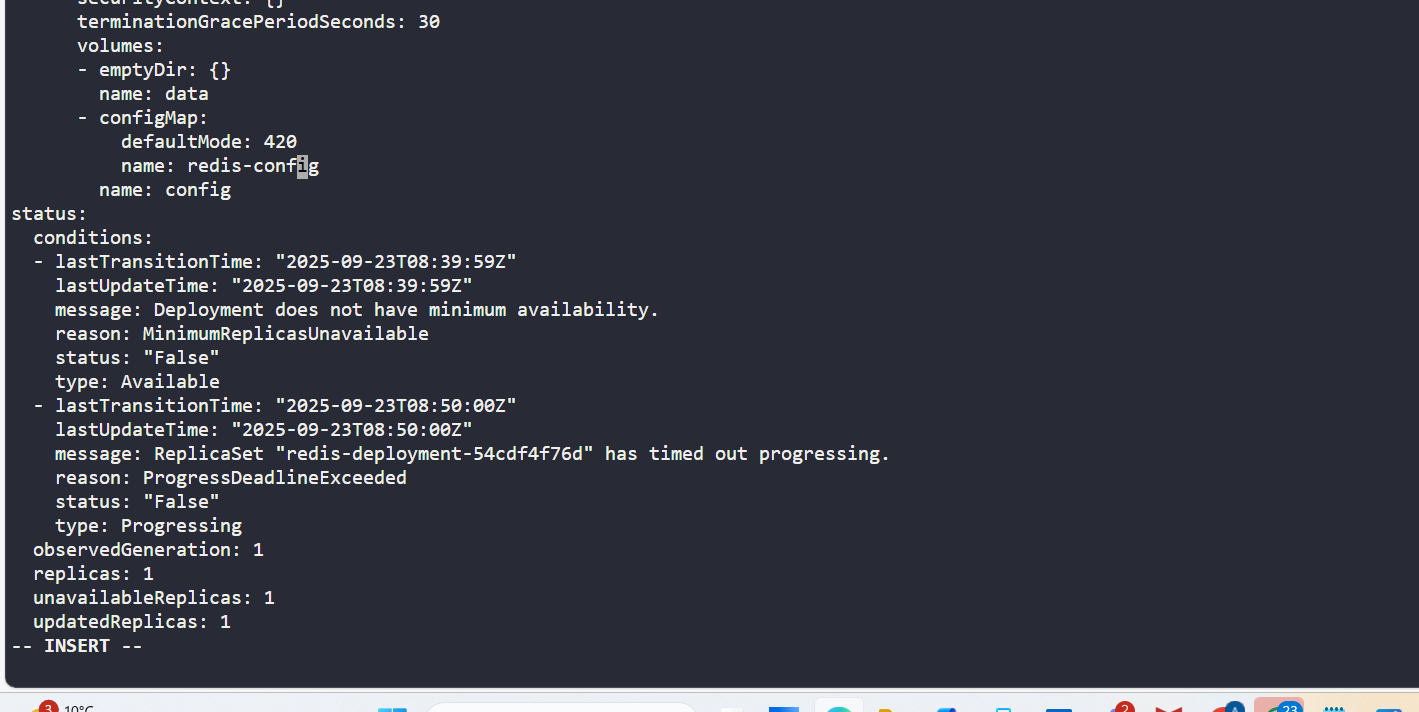 securityContext: {}
      terminationGracePeriodSeconds: 30
      volumes:
      - emptyDir: {}
        name: data
      - configMap:
          defaultMode: 420
          name: redis-config
        name: config
status:
  conditions:
  - lastTransitionTime: "2025-09-23T08:39:59Z"
    lastUpdateTime: "2025-09-23T08:39:59Z"
    message: Deployment does not have minimum availability.
    reason: MinimumReplicasUnavailable
    status: "False"
    type: Available
  - lastTransitionTime: "2025-09-23T08:50:00Z"
    lastUpdateTime: "2025-09-23T08:50:00Z"
    message: ReplicaSet "redis-deployment-54cdf4f76d" has timed out progressing.
    reason: ProgressDeadlineExceeded
    status: "False"
    type: Progressing
  observedGeneration: 1
  replicas: 1
  unavailableReplicas: 1
  updatedReplicas: 1
-- INSERT --
3 10°C 2 A 23